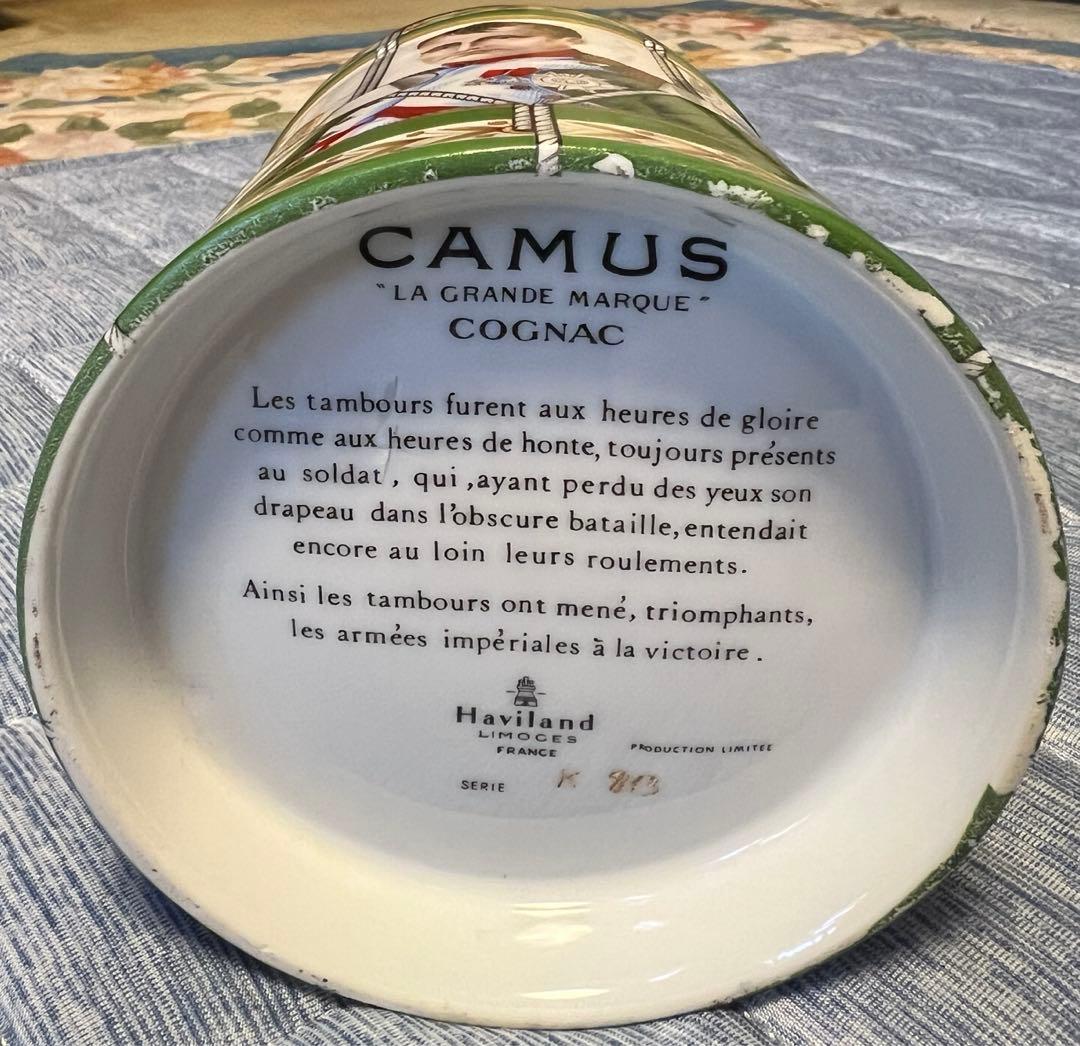 CAMUS
"LA GRANDE MARQUE"
COGNAC
Les tambours furent aux heures de gloire
comme aux heures de honte, toujours présents
au soldat, qui ,ayant perdu des yeux son
drapeau dans l'obscure bataille, entendait
encore au loin leurs roulements.
Ainsi les tambours ont mené, triomphants,
les armées impériales à la victoire.
Haviland
LIMOGES
FRANCE
PRODUCTION LIMITEE
SERIE K